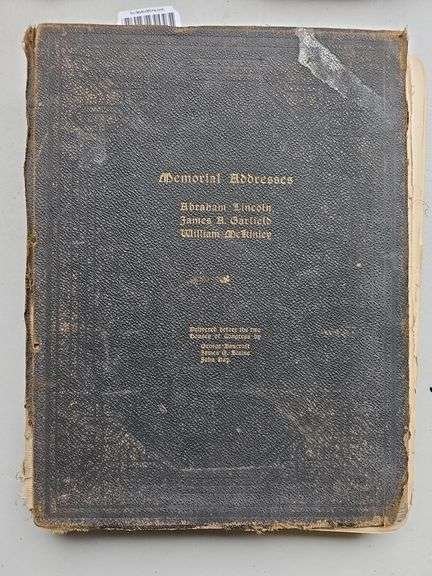 Memorial Addresses
Abraham Lincoln
James A. Garfield
William McKinley
Delivered before the two
Houses of Congress by
George Bancroft
James G. Blaine
John Hay